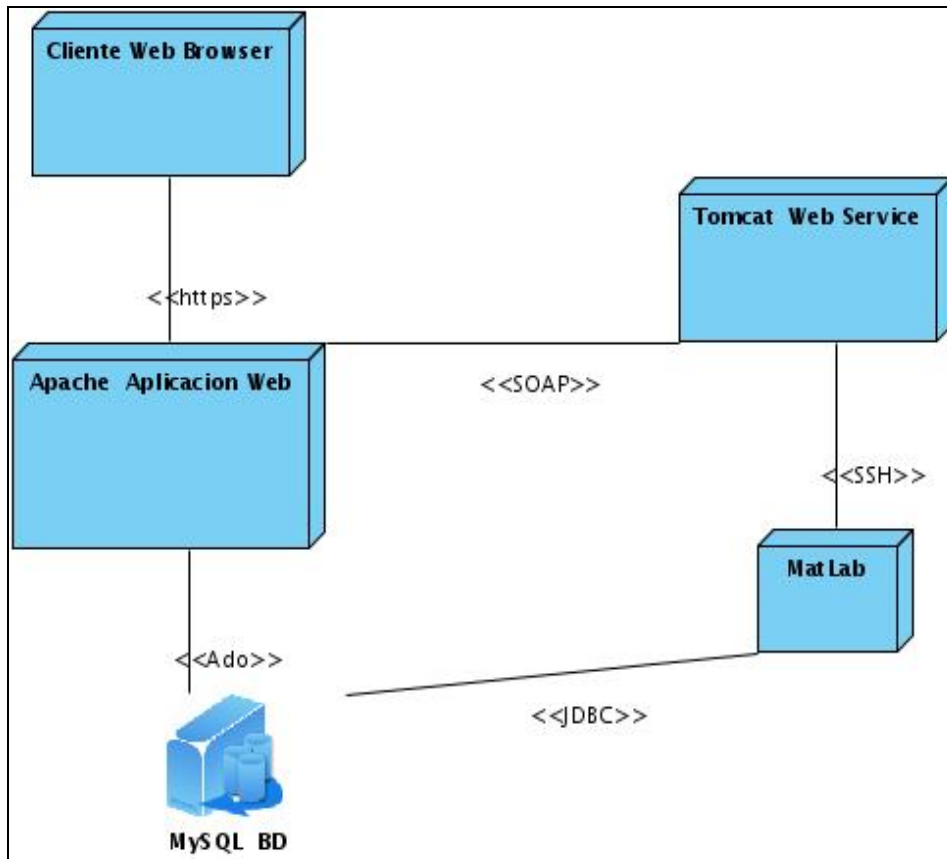 Cliente Web Browser
Tomcat Web Service
<<https>>
Apache Aplicacion Web
<<SOAP>>
<<SSH>>
MatLab
<<Ado>>
<<JDBC>>
MySQL BD